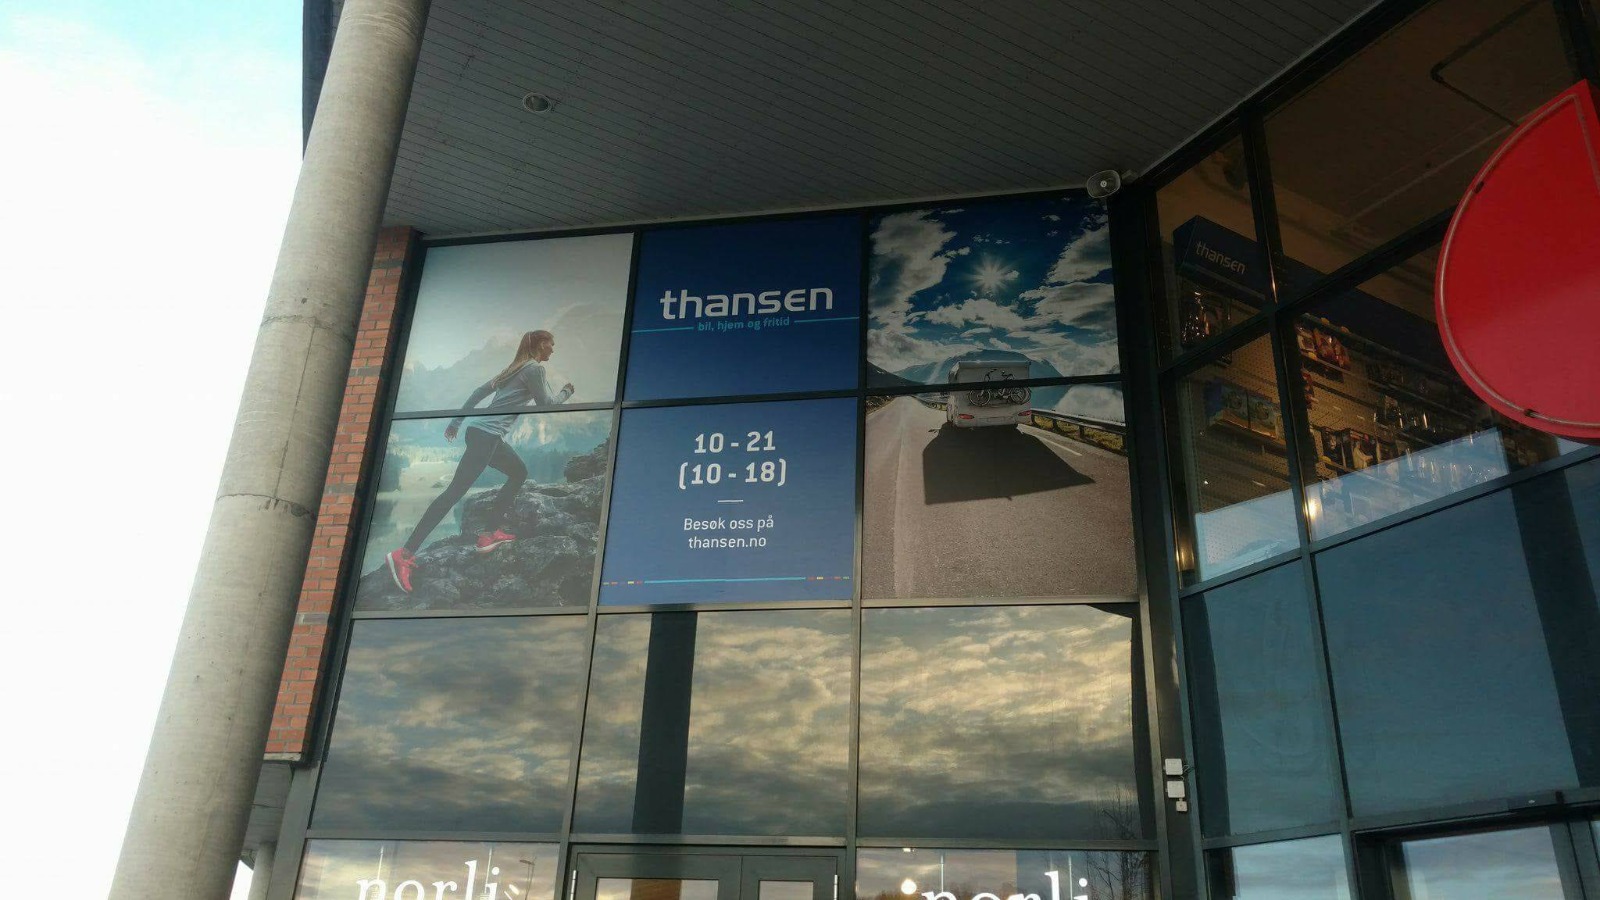 thansen
bil, hjem og fritid
10 - 21
(10 - 18)
Besøk oss på
thansen.no
thansen
norli
norli